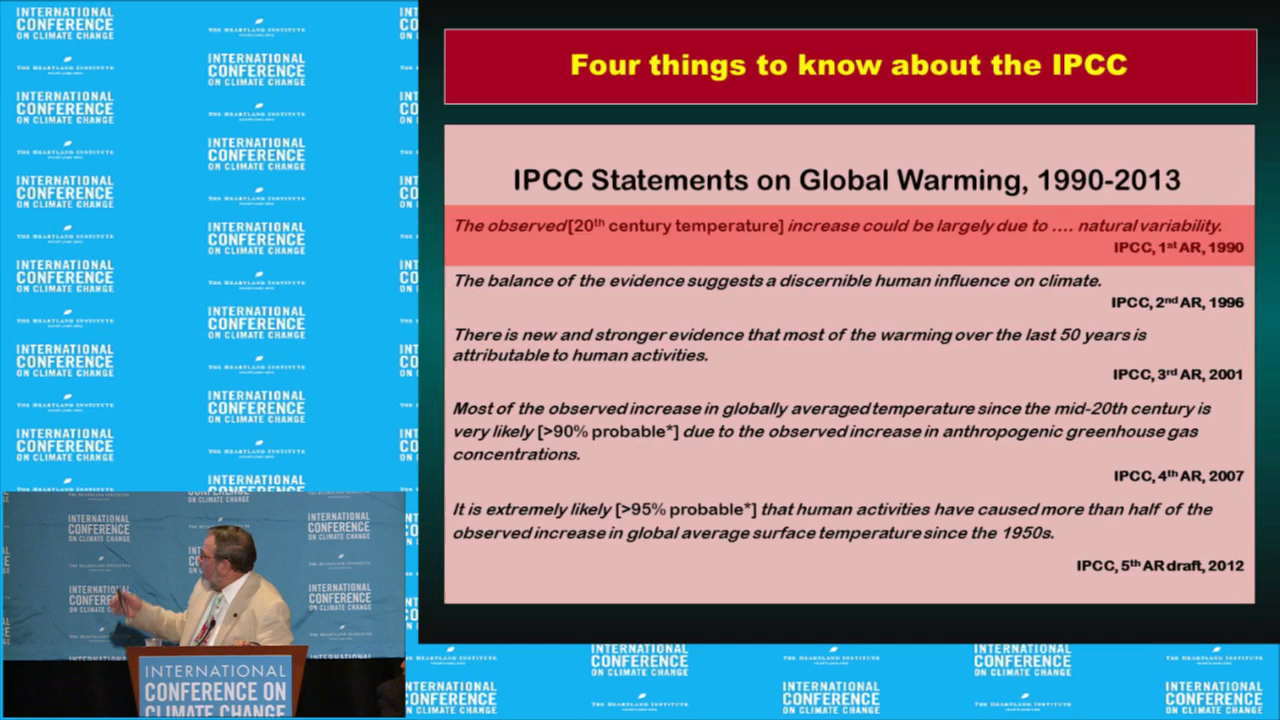 Four things to know about the IPCC
IPCC Statements on Global Warming, 1990-2013
The observed [20th century temperature] increase could be largely due to .... natural variability.
IPCC, 1st AR, 1990
The balance of the evidence suggests a discernible human influence on climate.
IPCC, 2nd AR, 1996
There is new and stronger evidence that most of the warming over the last 50 years is
attributable to human activities.
IPCC, 3rd AR, 2001
Most of the observed increase in globally averaged temperature since the mid-20th century is
very likely [>90% probable*] due to the observed increase in anthropogenic greenhouse gas
concentrations.
IPCC, 4th AR, 2007
It is extremely likely [>95% probable*] that human activities have caused more than half of the
observed increase in global average surface temperature since the 1950s.
IPCC, 5th AR draft, 2012
INTERNATIONAL
CONFERENCE
ON CLIMATE CHANGE
THE HEARTLAND INSTITUTE
INTERNATIONAL
CONFERENCE ON
CLIMATE CHANGE